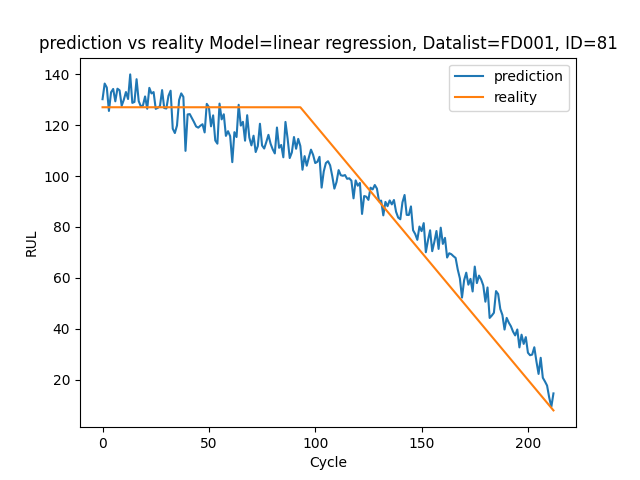 prediction vs reality Model=linear regression, Datalist=FD001, ID=81
prediction
reality
140
120
100
80
60
40
20
RUL
0 50 100 150 200
Cycle